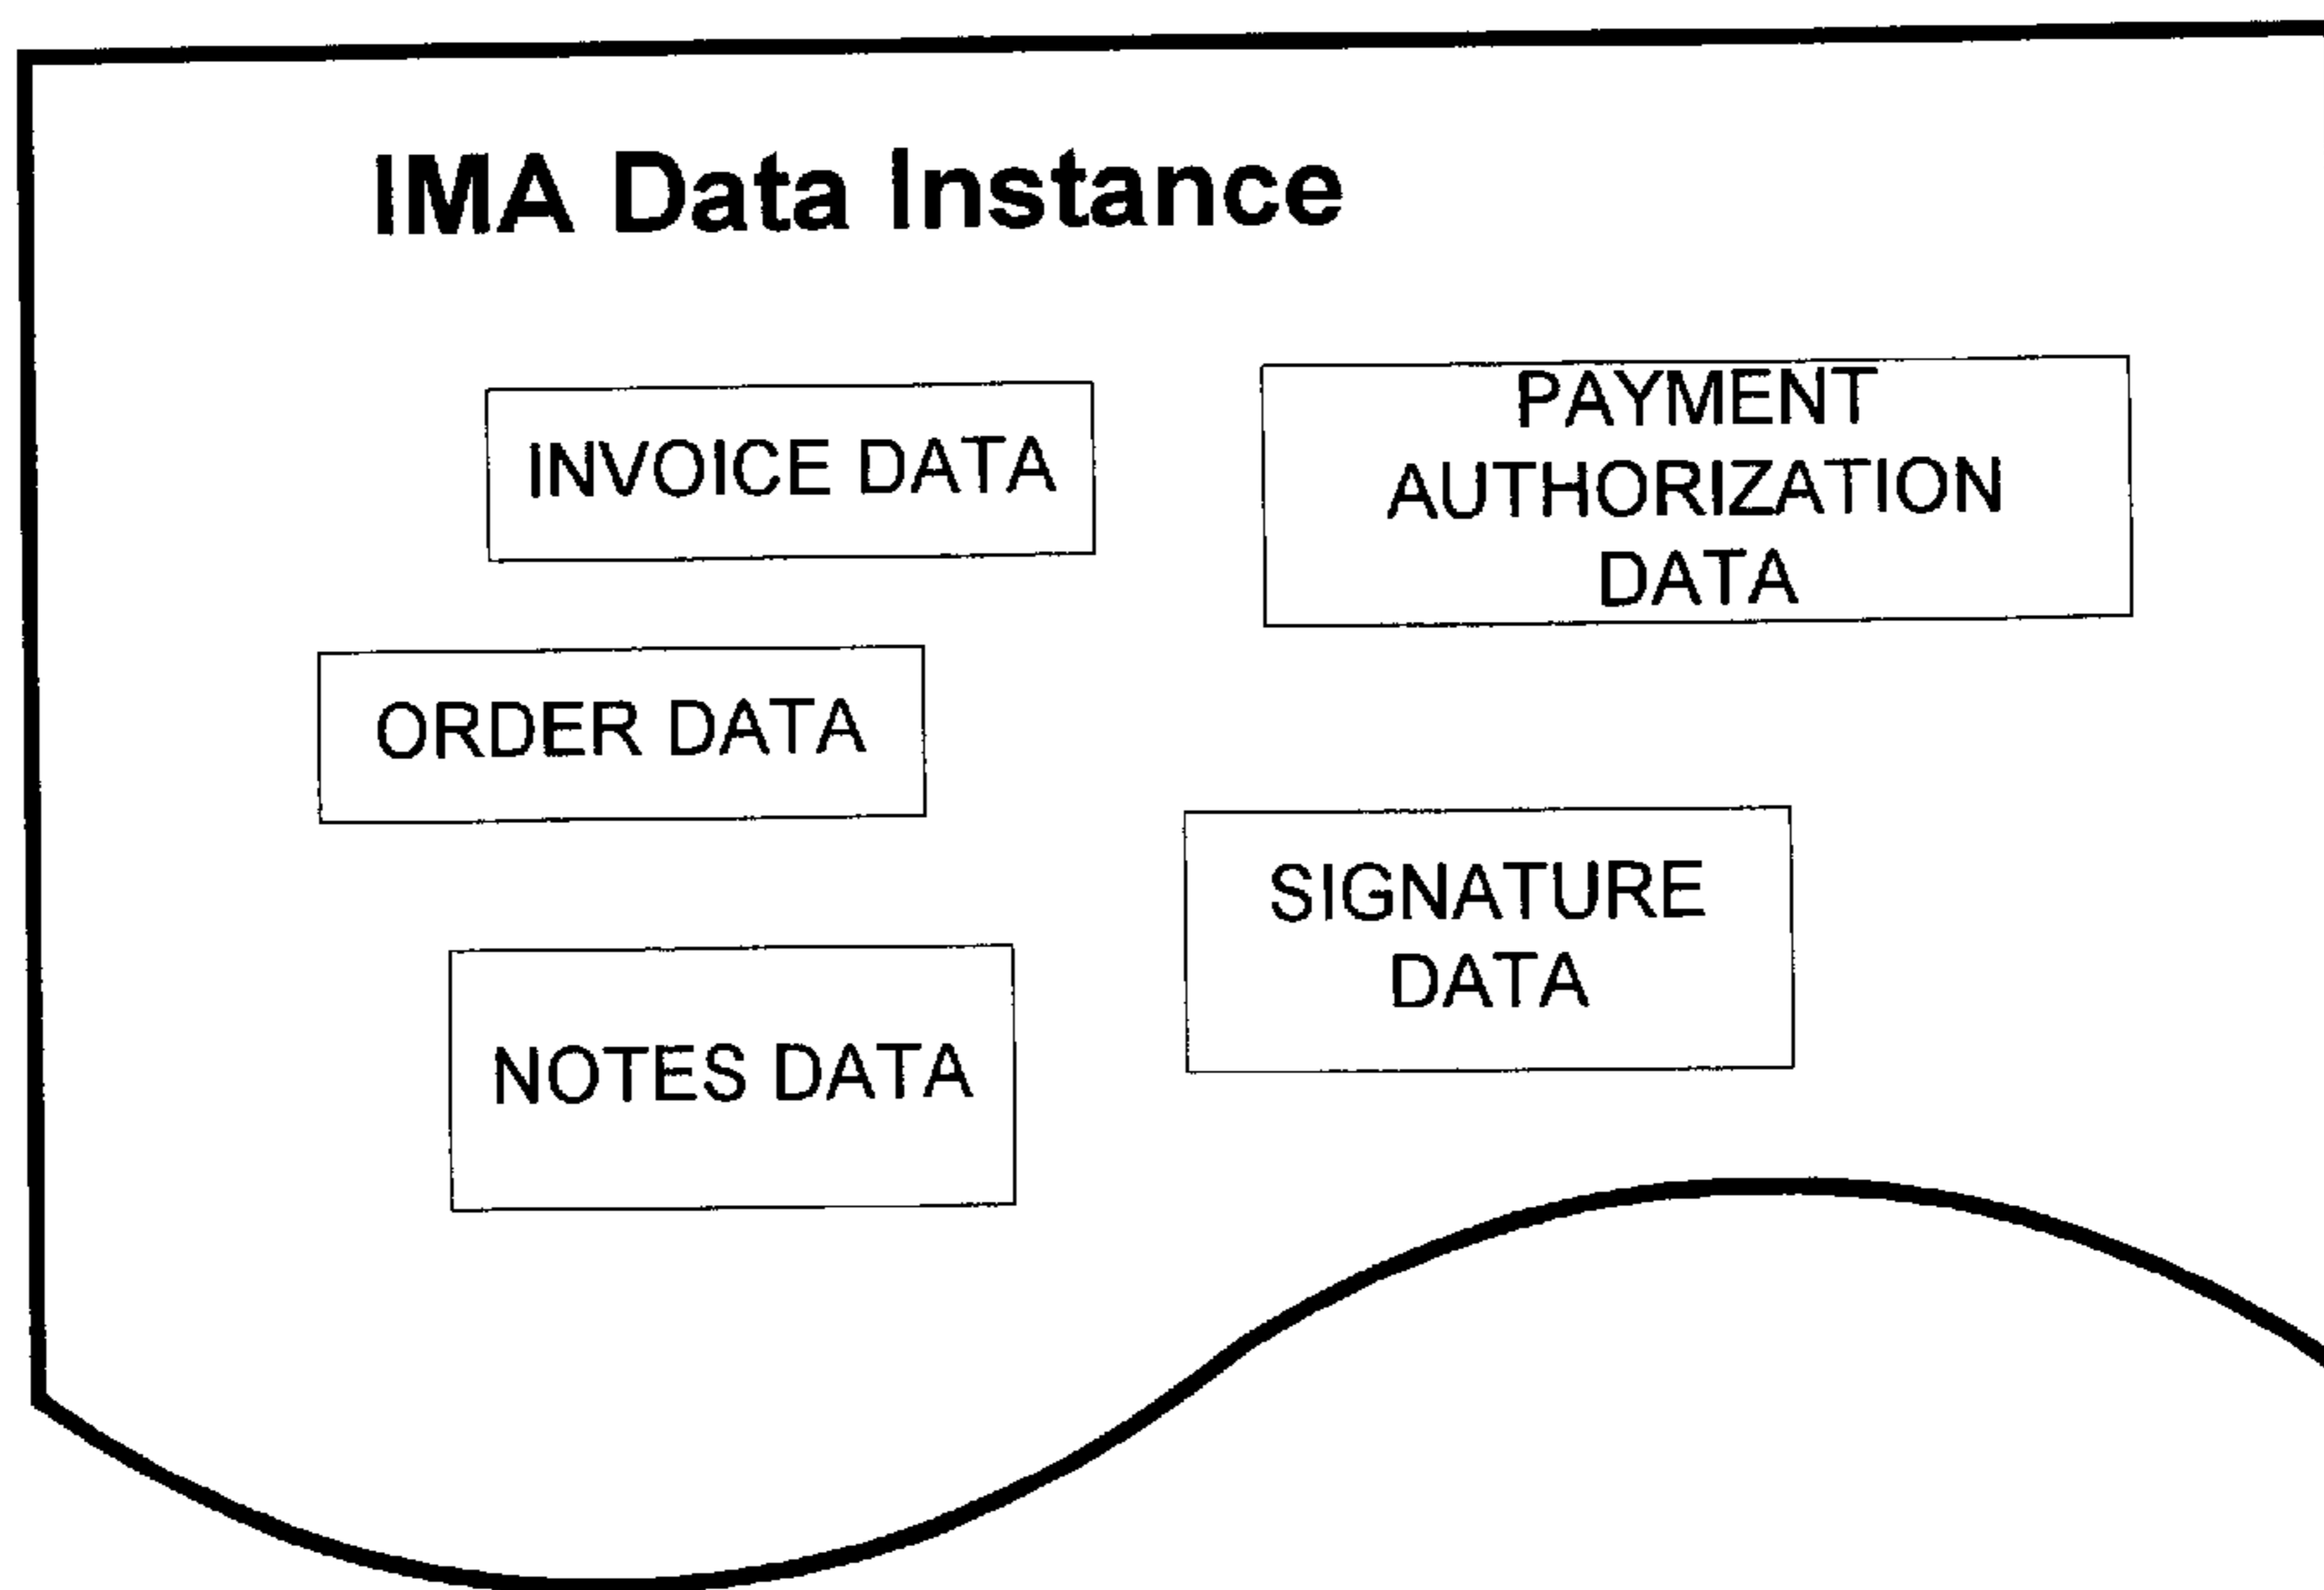 IMA Data Instance
INVOICE DATA
PAYMENT
AUTHORIZATION
DATA
ORDER DATA
SIGNATURE
DATA
NOTES DATA